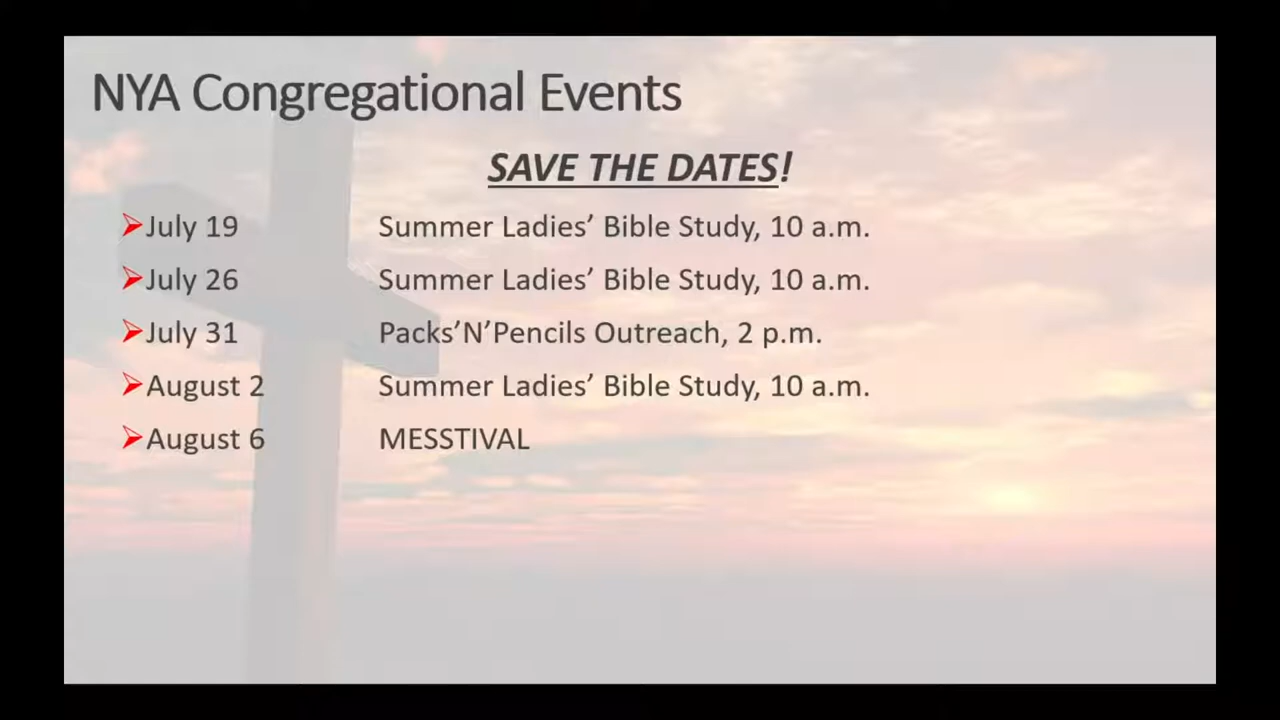 NYA Congregational Events
SAVE THE DATES!
July 19 Summer Ladies’ Bible Study, 10 a.m.
July 26 Summer Ladies’ Bible Study, 10 a.m.
July 31 Packs’N’Pencils Outreach, 2 p.m.
August 2 Summer Ladies’ Bible Study, 10 a.m.
August 6 MESSTIVAL